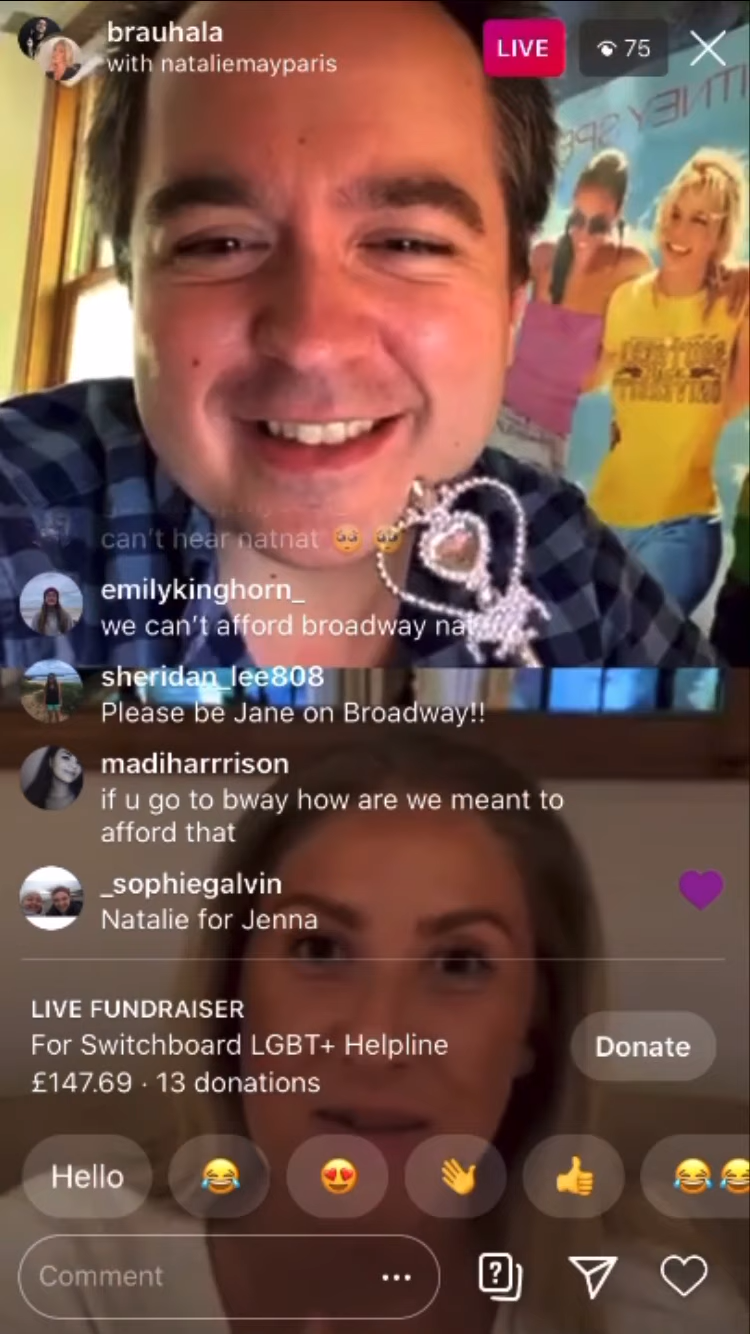 brauhala
with nataliemayparis
LIVE
75
can't hear natnat 🥺 🥺
emilykinghorn_
we can't afford broadway na
sheridan_lee808
Please be Jane on Broadway!!
madiharrrison
if u go to bway how are we meant to
afford that
_sophiegalvin
Natalie for Jenna
LIVE FUNDRAISER
For Switchboard LGBT+ Helpline
£147.69 · 13 donations
Donate
Hello 😂 😍 👋 👍 😂 😂
Comment